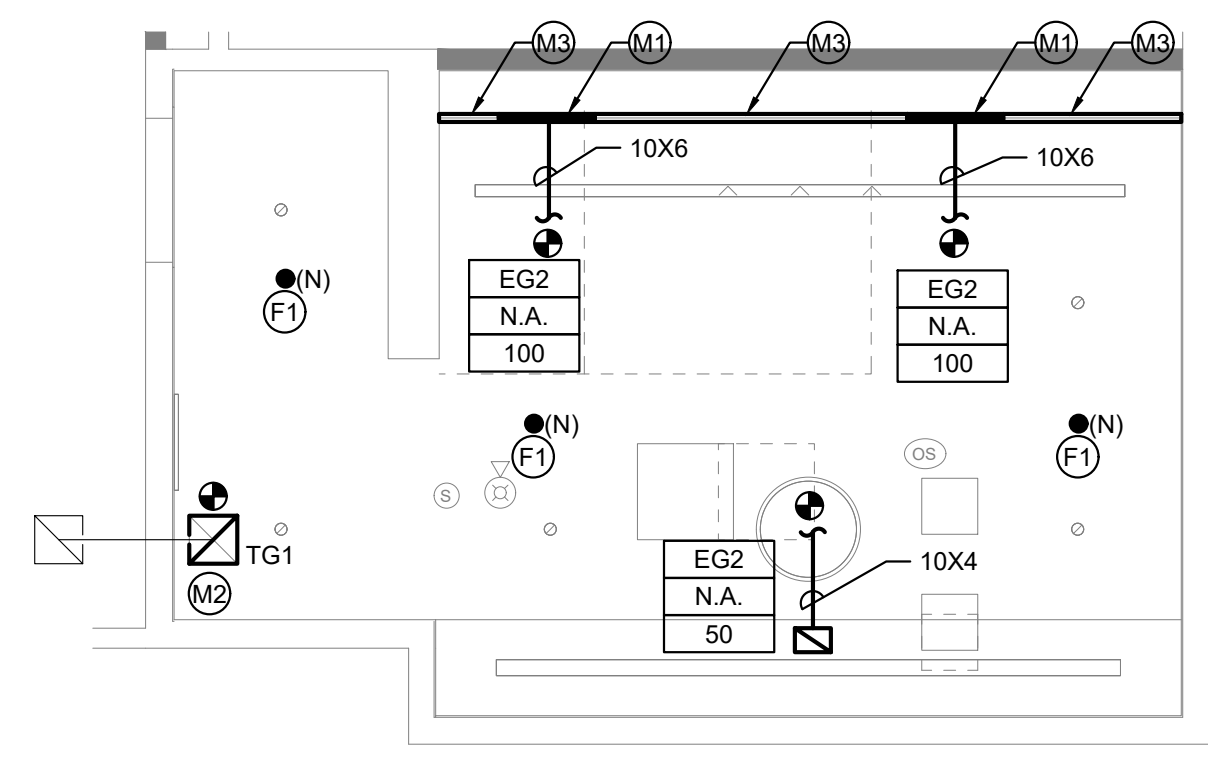 M3
M1
M3
M1
M3
10X6
10X6
(N)
F1
EG2
N.A.
100
EG2
N.A.
100
(N)
F1
(N)
F1
OS
S
TG1
M2
EG2
N.A.
50
10X4